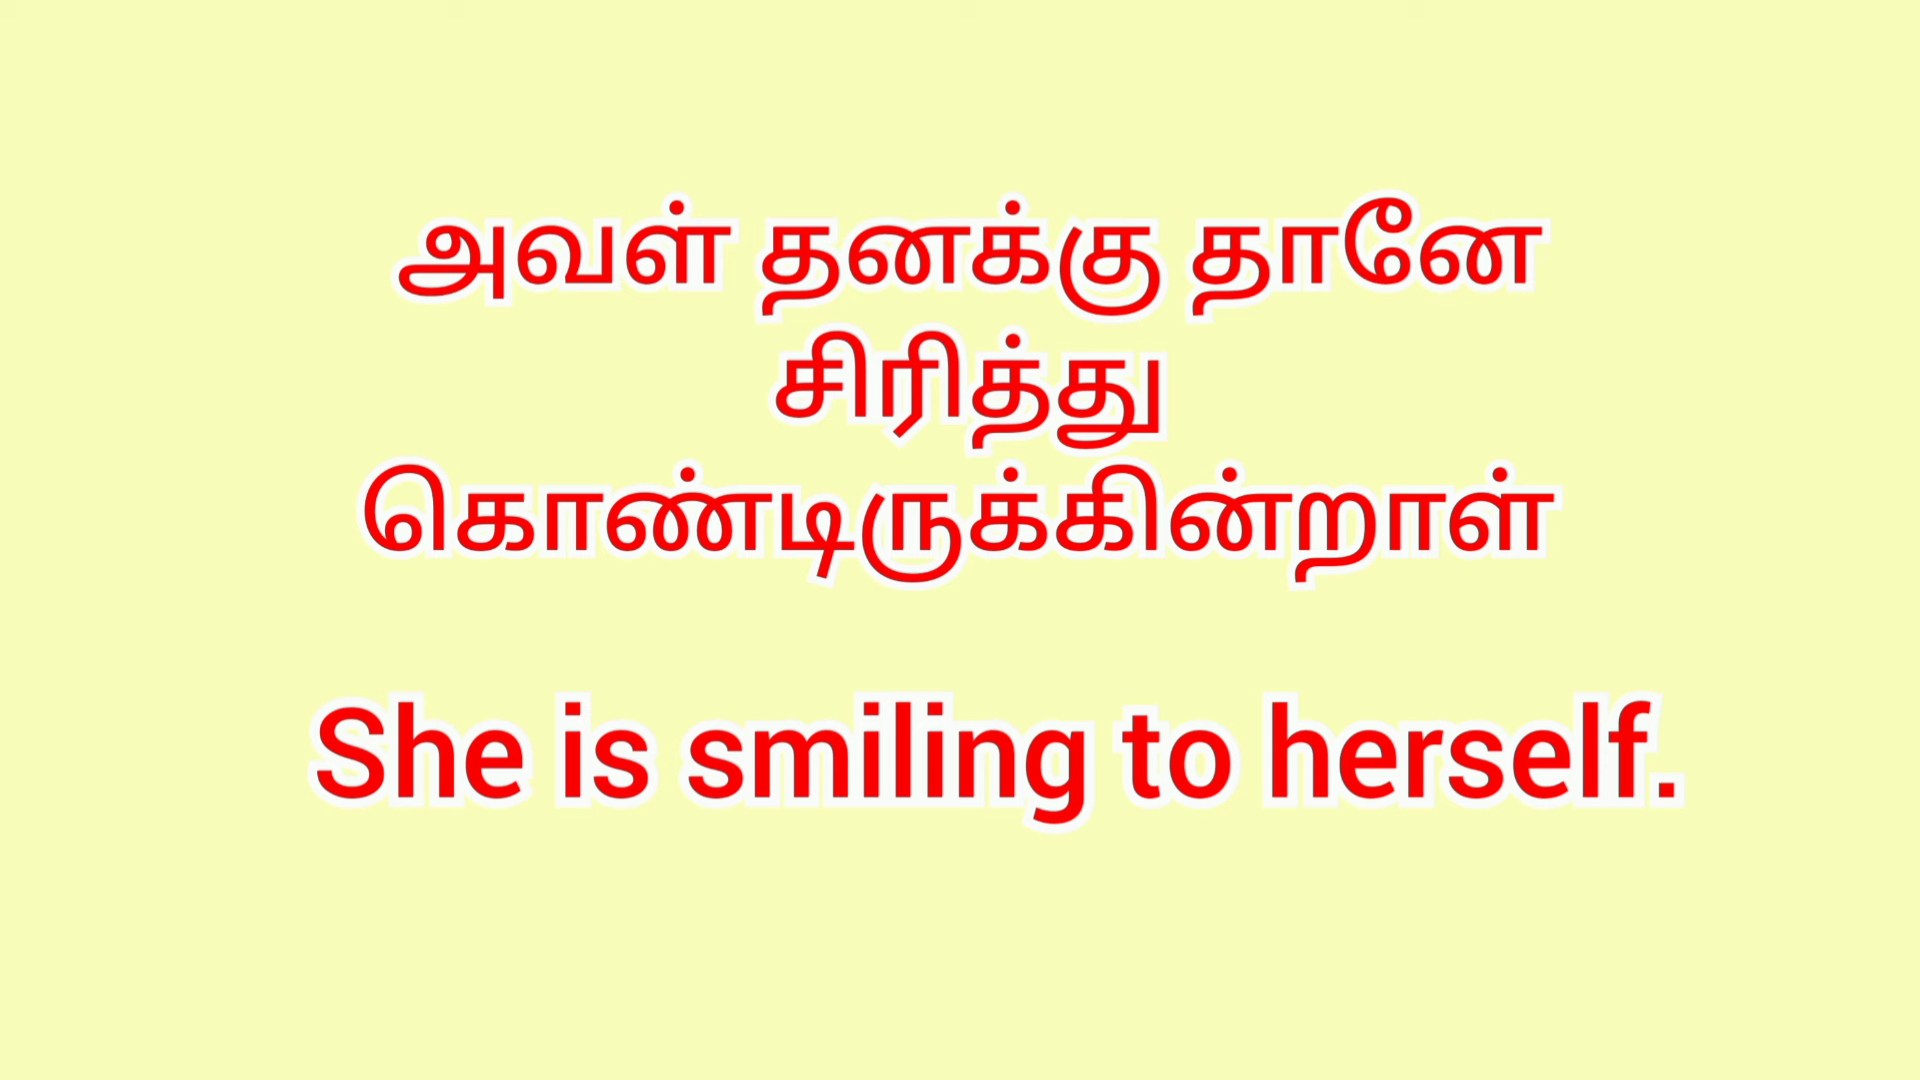 அவள் தனக்கு தானே
சிரித்து
கொண்டிருக்கின்றாள்
She is smiling to herself.